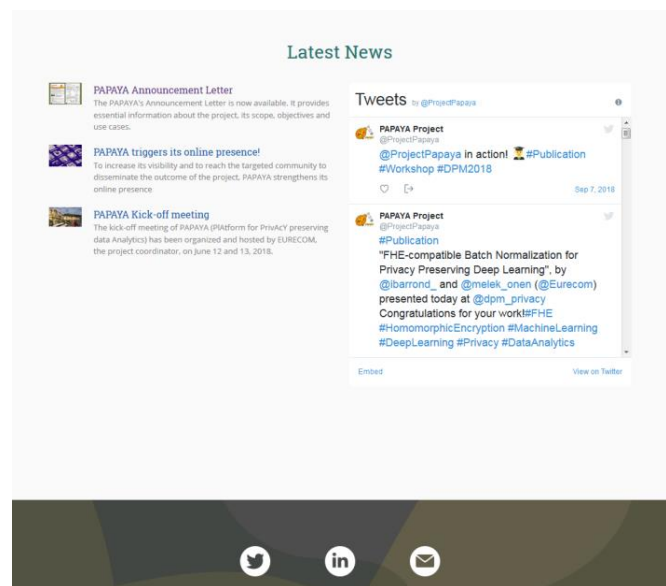 Latest News
PAPAYA Announcement Letter
The PAPAYA's Announcement Letter is now available. It provides
essential information about the project, its scope, objectives and
use cases.
PAPAYA triggers its online presence!
To increase its visibility and to reach the targeted community to
disseminate the outcome of the project, PAPAYA strengthens its
online presence
PAPAYA Kick-off meeting
The kick-off meeting of PAPAYA (PlAtform for PrivAcY preserving
data Analytics) has been organized and hosted by EURECOM,
the project coordinator, on June 12 and 13, 2018.
Tweets by @ProjectPapaya
PAPAYA Project
@ProjectPapaya
@ProjectPapaya in action! #Publication
#Workshop #DPM2018
Sep 7, 2018
PAPAYA Project
@ProjectPapaya
#Publication
"FHE-compatible Batch Normalization for
Privacy Preserving Deep Learning", by
@ibarrond_ and @melek_onen (@Eurecom)
presented today at @dpm_privacy
Congratulations for your work!#FHE
#HomomorphicEncryption #MachineLearning
#DeepLearning #Privacy #DataAnalytics
Embed
View on Twitter
in